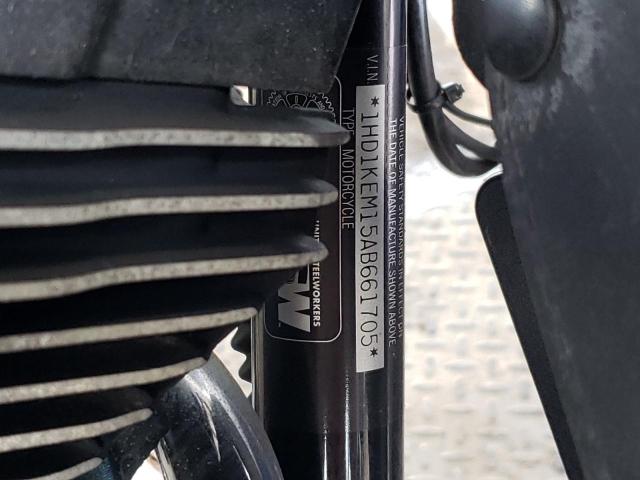 VEHICLE SAFETY STANDARDS IN EFFECT ON
THE DATE OF MANUFACTURE SHOWN ABOVE.
V.I.N.
*1HD1KEM15AB661705*
TYPE: MOTORCYCLE
STEELWORKERS